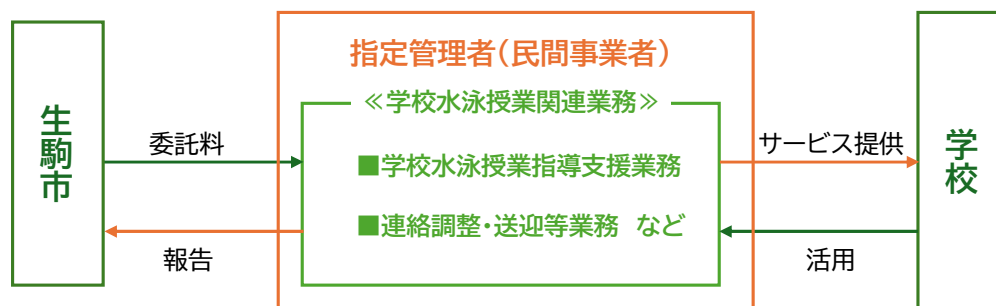 指定管理者(民間事業者)
≪学校水泳授業関連業務≫
生駒市
委託料
■学校水泳授業指導支援業務
サービス提供
学校
■連絡調整・送迎等業務 など
報告
活用